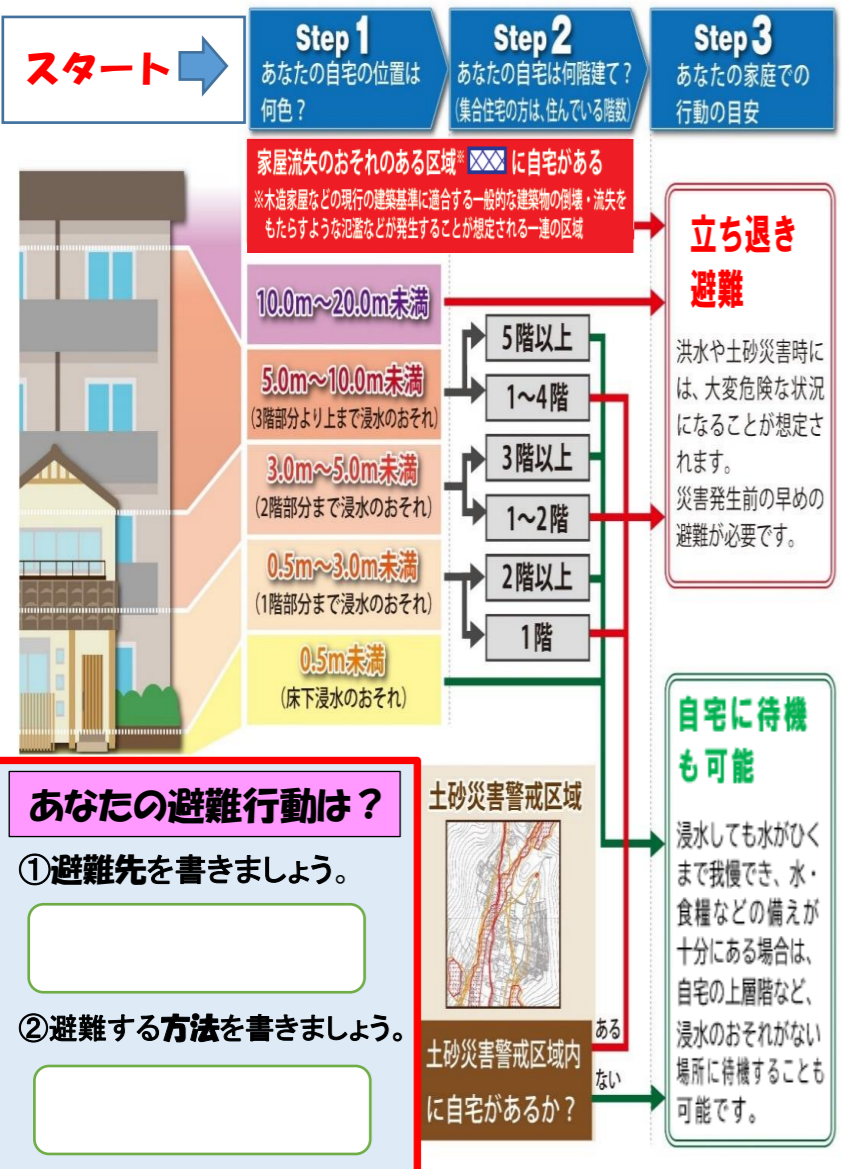 スタート
Step 1
あなたの自宅の位置は
何色？
Step 2
あなたの自宅は何階建て？
(集合住宅の方は、住んでいる階数)
Step 3
あなたの家庭での
行動の目安
家屋流失のおそれのある区域※ に自宅がある
※木造家屋などの現行の建築基準に適合する一般的な建築物の倒壊・流失を
もたらすような氾濫などが発生することが想定される一連の区域
10.0m〜20.0m未満
5.0m〜10.0m未満
(3階部分より上まで浸水のおそれ)
3.0m〜5.0m未満
(2階部分まで浸水のおそれ)
0.5m〜3.0m未満
(1階部分まで浸水のおそれ)
0.5m未満
(床下浸水のおそれ)
5階以上
1〜4階
3階以上
1〜2階
2階以上
1階
立ち退き
避難
洪水や土砂災害時に
は、大変危険な状況
になることが想定さ
れます。
災害発生前の早めの
避難が必要です。
自宅に待機
も可能
浸水しても水がひく
まで我慢でき、水・
食糧などの備えが
十分にある場合は、
自宅の上層階など、
浸水のおそれがない
場所に待機することも
可能です。
土砂災害警戒区域
土砂災害警戒区域内
に自宅があるか？
ある
ない
あなたの避難行動は？
①避難先を書きましょう。
②避難する方法を書きましょう。